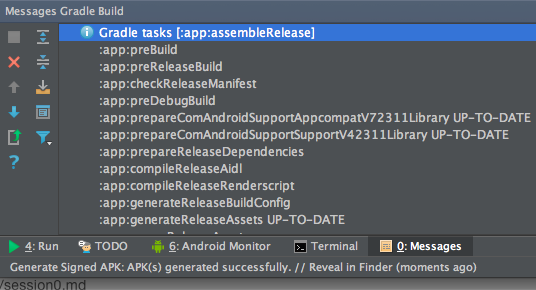 Messages Gradle Build
Gradle tasks [:app:assembleRelease]
:app:preBuild
:app:preReleaseBuild
:app:checkReleaseManifest
:app:preDebugBuild
:app:prepareComAndroidSupportAppcompatV72311Library UP-TO-DATE
:app:prepareComAndroidSupportSupportV42311Library UP-TO-DATE
:app:prepareReleaseDependencies
:app:compileReleaseAidl
:app:compileReleaseRenderscript
:app:generateReleaseBuildConfig
:app:generateReleaseAssets UP-TO-DATE
4: Run TODO 6: Android Monitor Terminal 0: Messages
Generate Signed APK: APK(s) generated successfully. // Reveal in Finder (moments ago)
/session0.md